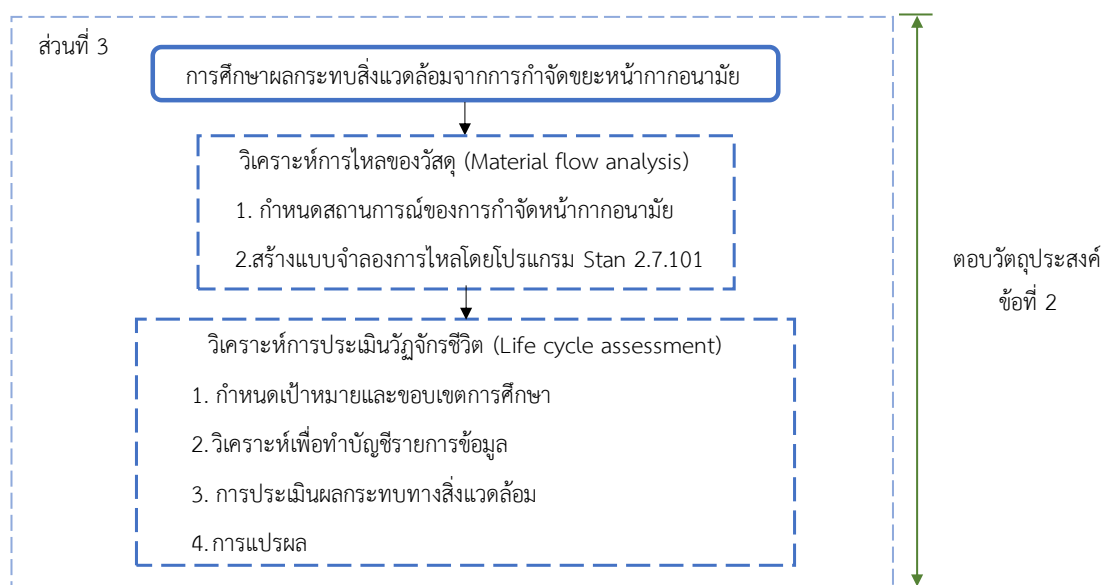 ส่วนที่ 3
การศึกษาผลกระทบสิ่งแวดล้อมจากการกำจัดขยะหน้ากากอนามัย
วิเคราะห์การไหลของวัสดุ (Material flow analysis)
1. กำหนดสถานการณ์ของการกำจัดหน้ากากอนามัย
2.สร้างแบบจำลองการไหลโดยโปรแกรม Stan 2.7.101
วิเคราะห์การประเมินวัฏจักรชีวิต (Life cycle assessment)
1. กำหนดเป้าหมายและขอบเขตการศึกษา
2. วิเคราะห์เพื่อทำบัญชีรายการข้อมูล
3. การประเมินผลกระทบทางสิ่งแวดล้อม
4. การแปรผล
ตอบวัตถุประสงค์
ข้อที่ 2